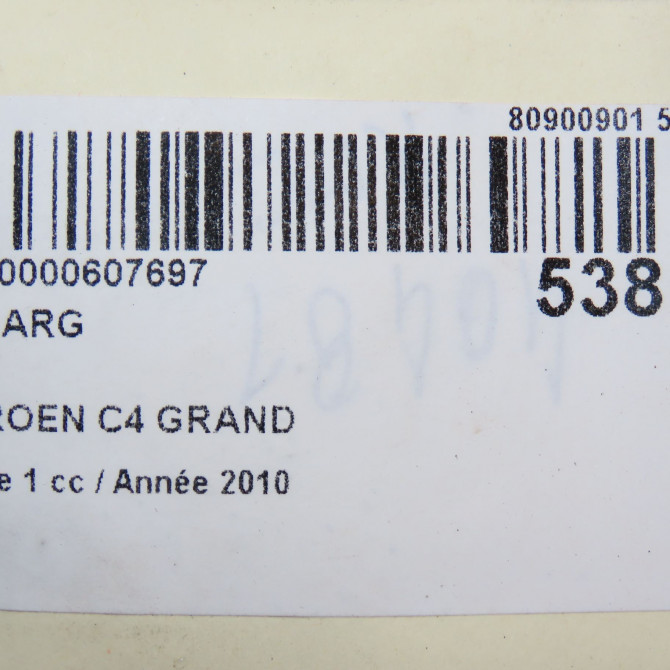 80900901 5
0000607697
538
ARG
ROEN C4 GRAND
e 1 cc / Année 2010